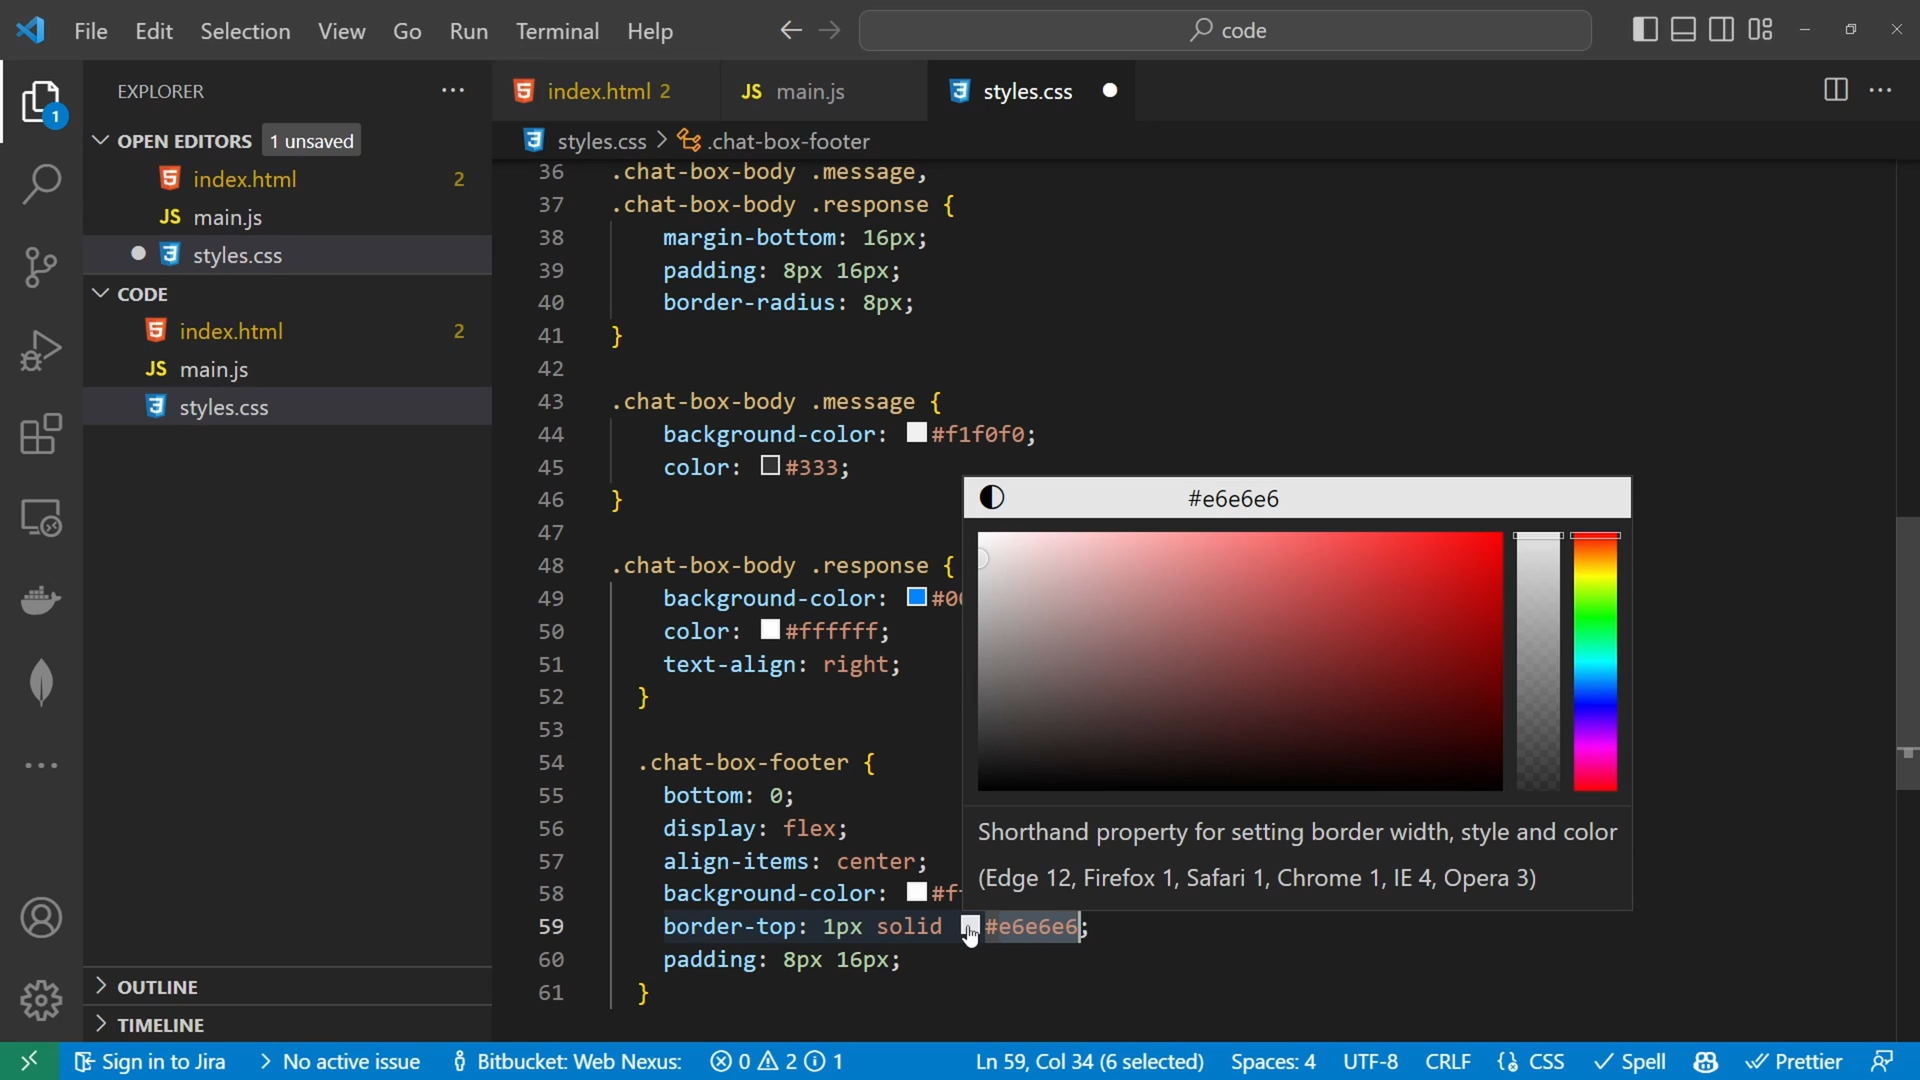 File Edit Selection View Go Run Terminal Help
code
EXPLORER
1
OPEN EDITORS 1 unsaved
index.html 2
JS main.js
styles.css
CODE
index.html 2
JS main.js
styles.css
OUTLINE
TIMELINE
index.html 2
JS main.js
styles.css
styles.css > .chat-box-footer
36 .chat-box-body .message,
37 .chat-box-body .response {
38 margin-bottom: 16px;
39 padding: 8px 16px;
40 border-radius: 8px;
41 }
42
43 .chat-box-body .message {
44 background-color: #f1f0f0;
45 color: #333;
46 }
47
48 .chat-box-body .response {
49 background-color: #00
50 color: #ffffff;
51 text-align: right;
52 }
53
54 .chat-box-footer {
55 bottom: 0;
56 display: flex;
57 align-items: center;
58 background-color: #f
59 border-top: 1px solid #e6e6e6;
60 padding: 8px 16px;
61 }
#e6e6e6
Shorthand property for setting border width, style and color
(Edge 12, Firefox 1, Safari 1, Chrome 1, IE 4, Opera 3)
Sign in to Jira No active issue Bitbucket: Web Nexus: 0 2 1 Ln 59, Col 34 (6 selected) Spaces: 4 UTF-8 CRLF {} CSS Spell Prettier